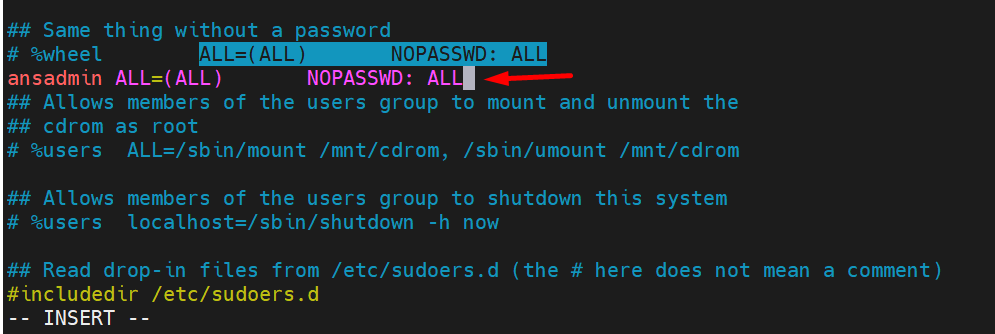 ## Same thing without a password
# %wheel        ALL=(ALL)       NOPASSWD: ALL
ansadmin ALL=(ALL)       NOPASSWD: ALL
## Allows members of the users group to mount and unmount the
## cdrom as root
# %users  ALL=/sbin/mount /mnt/cdrom, /sbin/umount /mnt/cdrom

## Allows members of the users group to shutdown this system
# %users  localhost=/sbin/shutdown -h now

## Read drop-in files from /etc/sudoers.d (the # here does not mean a comment)
#includedir /etc/sudoers.d
-- INSERT --